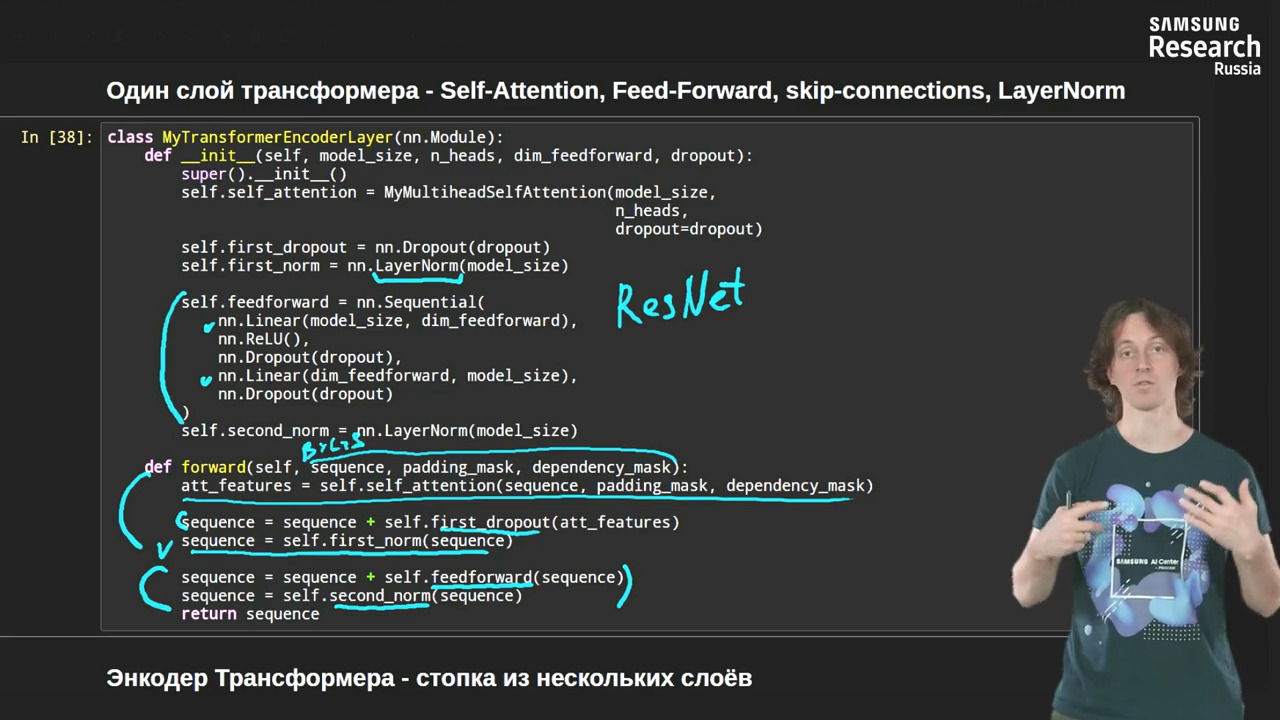 SAMSUNG
Research
Russia
Один слой трансформера - Self-Attention, Feed-Forward, skip-connections, LayerNorm
In [38]:
class MyTransformerEncoderLayer(nn.Module):
    def __init__(self, model_size, n_heads, dim_feedforward, dropout):
        super().__init__()
        self.self_attention = MyMultiheadSelfAttention(model_size,
                                                       n_heads,
                                                       dropout=dropout)
        self.first_dropout = nn.Dropout(dropout)
        self.first_norm = nn.LayerNorm(model_size)
ResNet
        self.feedforward = nn.Sequential(
            nn.Linear(model_size, dim_feedforward),
            nn.ReLU(),
            nn.Dropout(dropout),
            nn.Linear(dim_feedforward, model_size),
            nn.Dropout(dropout)
        )
        self.second_norm = nn.LayerNorm(model_size)
    def forward(self, sequence, padding_mask, dependency_mask):
        att_features = self.self_attention(sequence, padding_mask, dependency_mask)
        sequence = sequence + self.first_dropout(att_features)
        sequence = self.first_norm(sequence)
        sequence = sequence + self.feedforward(sequence)
        sequence = self.second_norm(sequence)
        return sequence
SAMSUNG AI Center
Энкодер Трансформера - стопка из нескольких слоёв